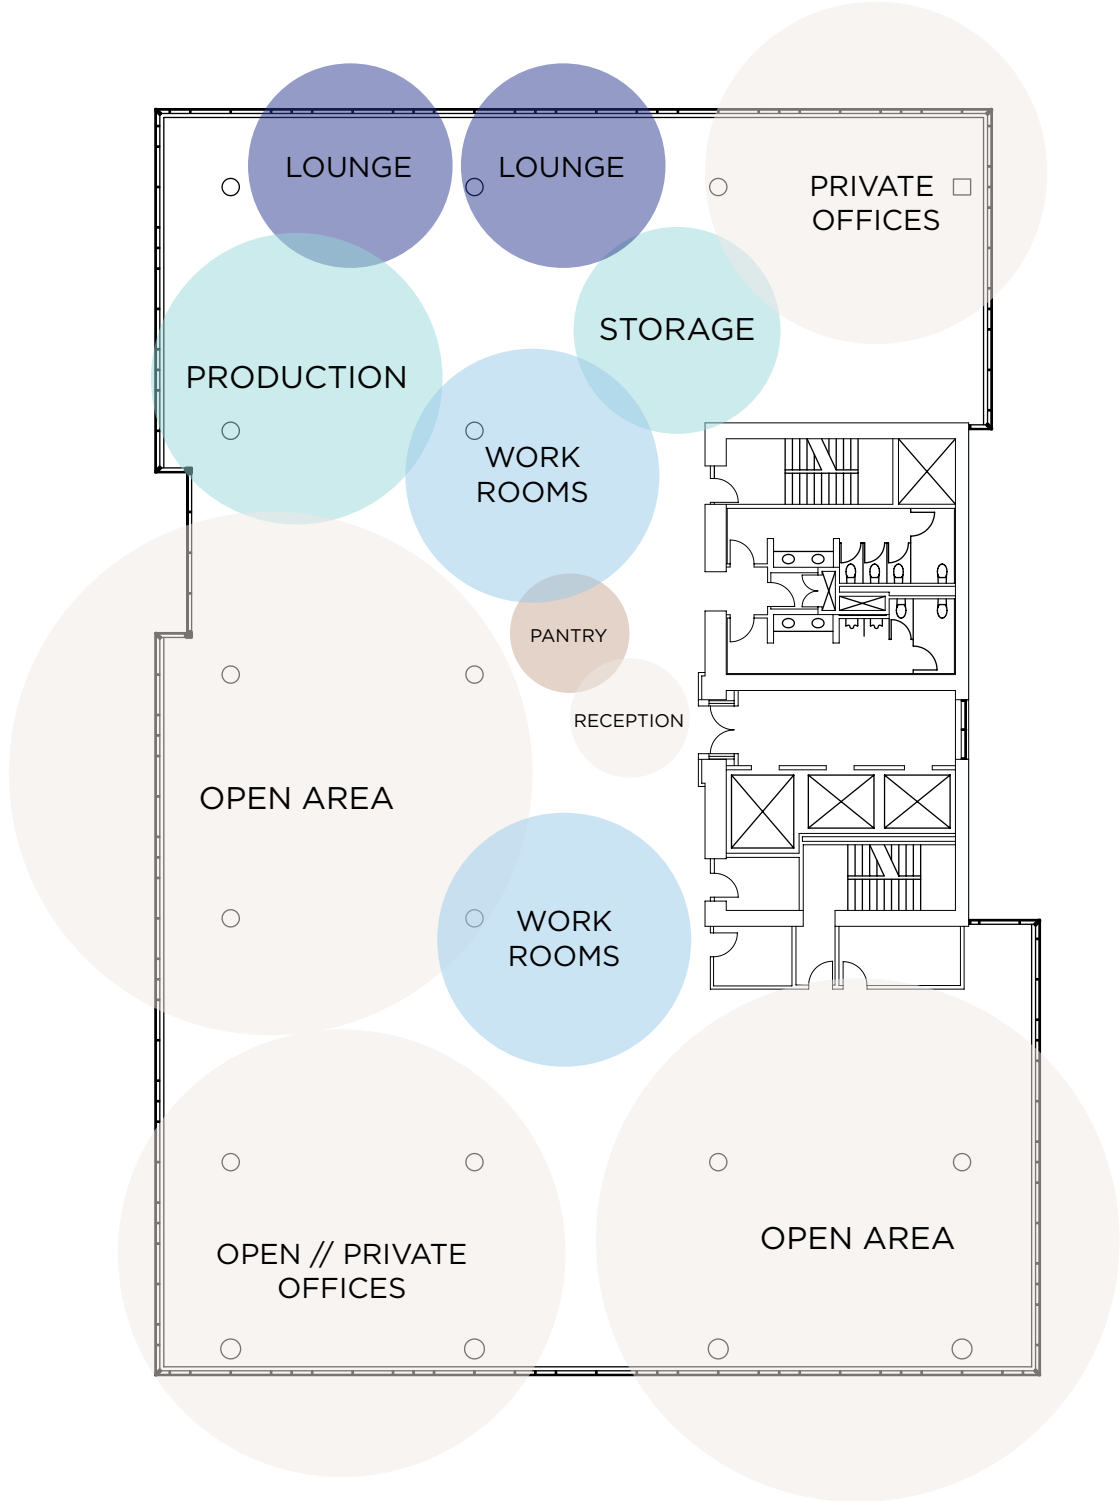 LOUNGE
LOUNGE
PRIVATE
OFFICES
STORAGE
PRODUCTION
WORK
ROOMS
PANTRY
RECEPTION
OPEN AREA
WORK
ROOMS
OPEN AREA
OPEN // PRIVATE
OFFICES